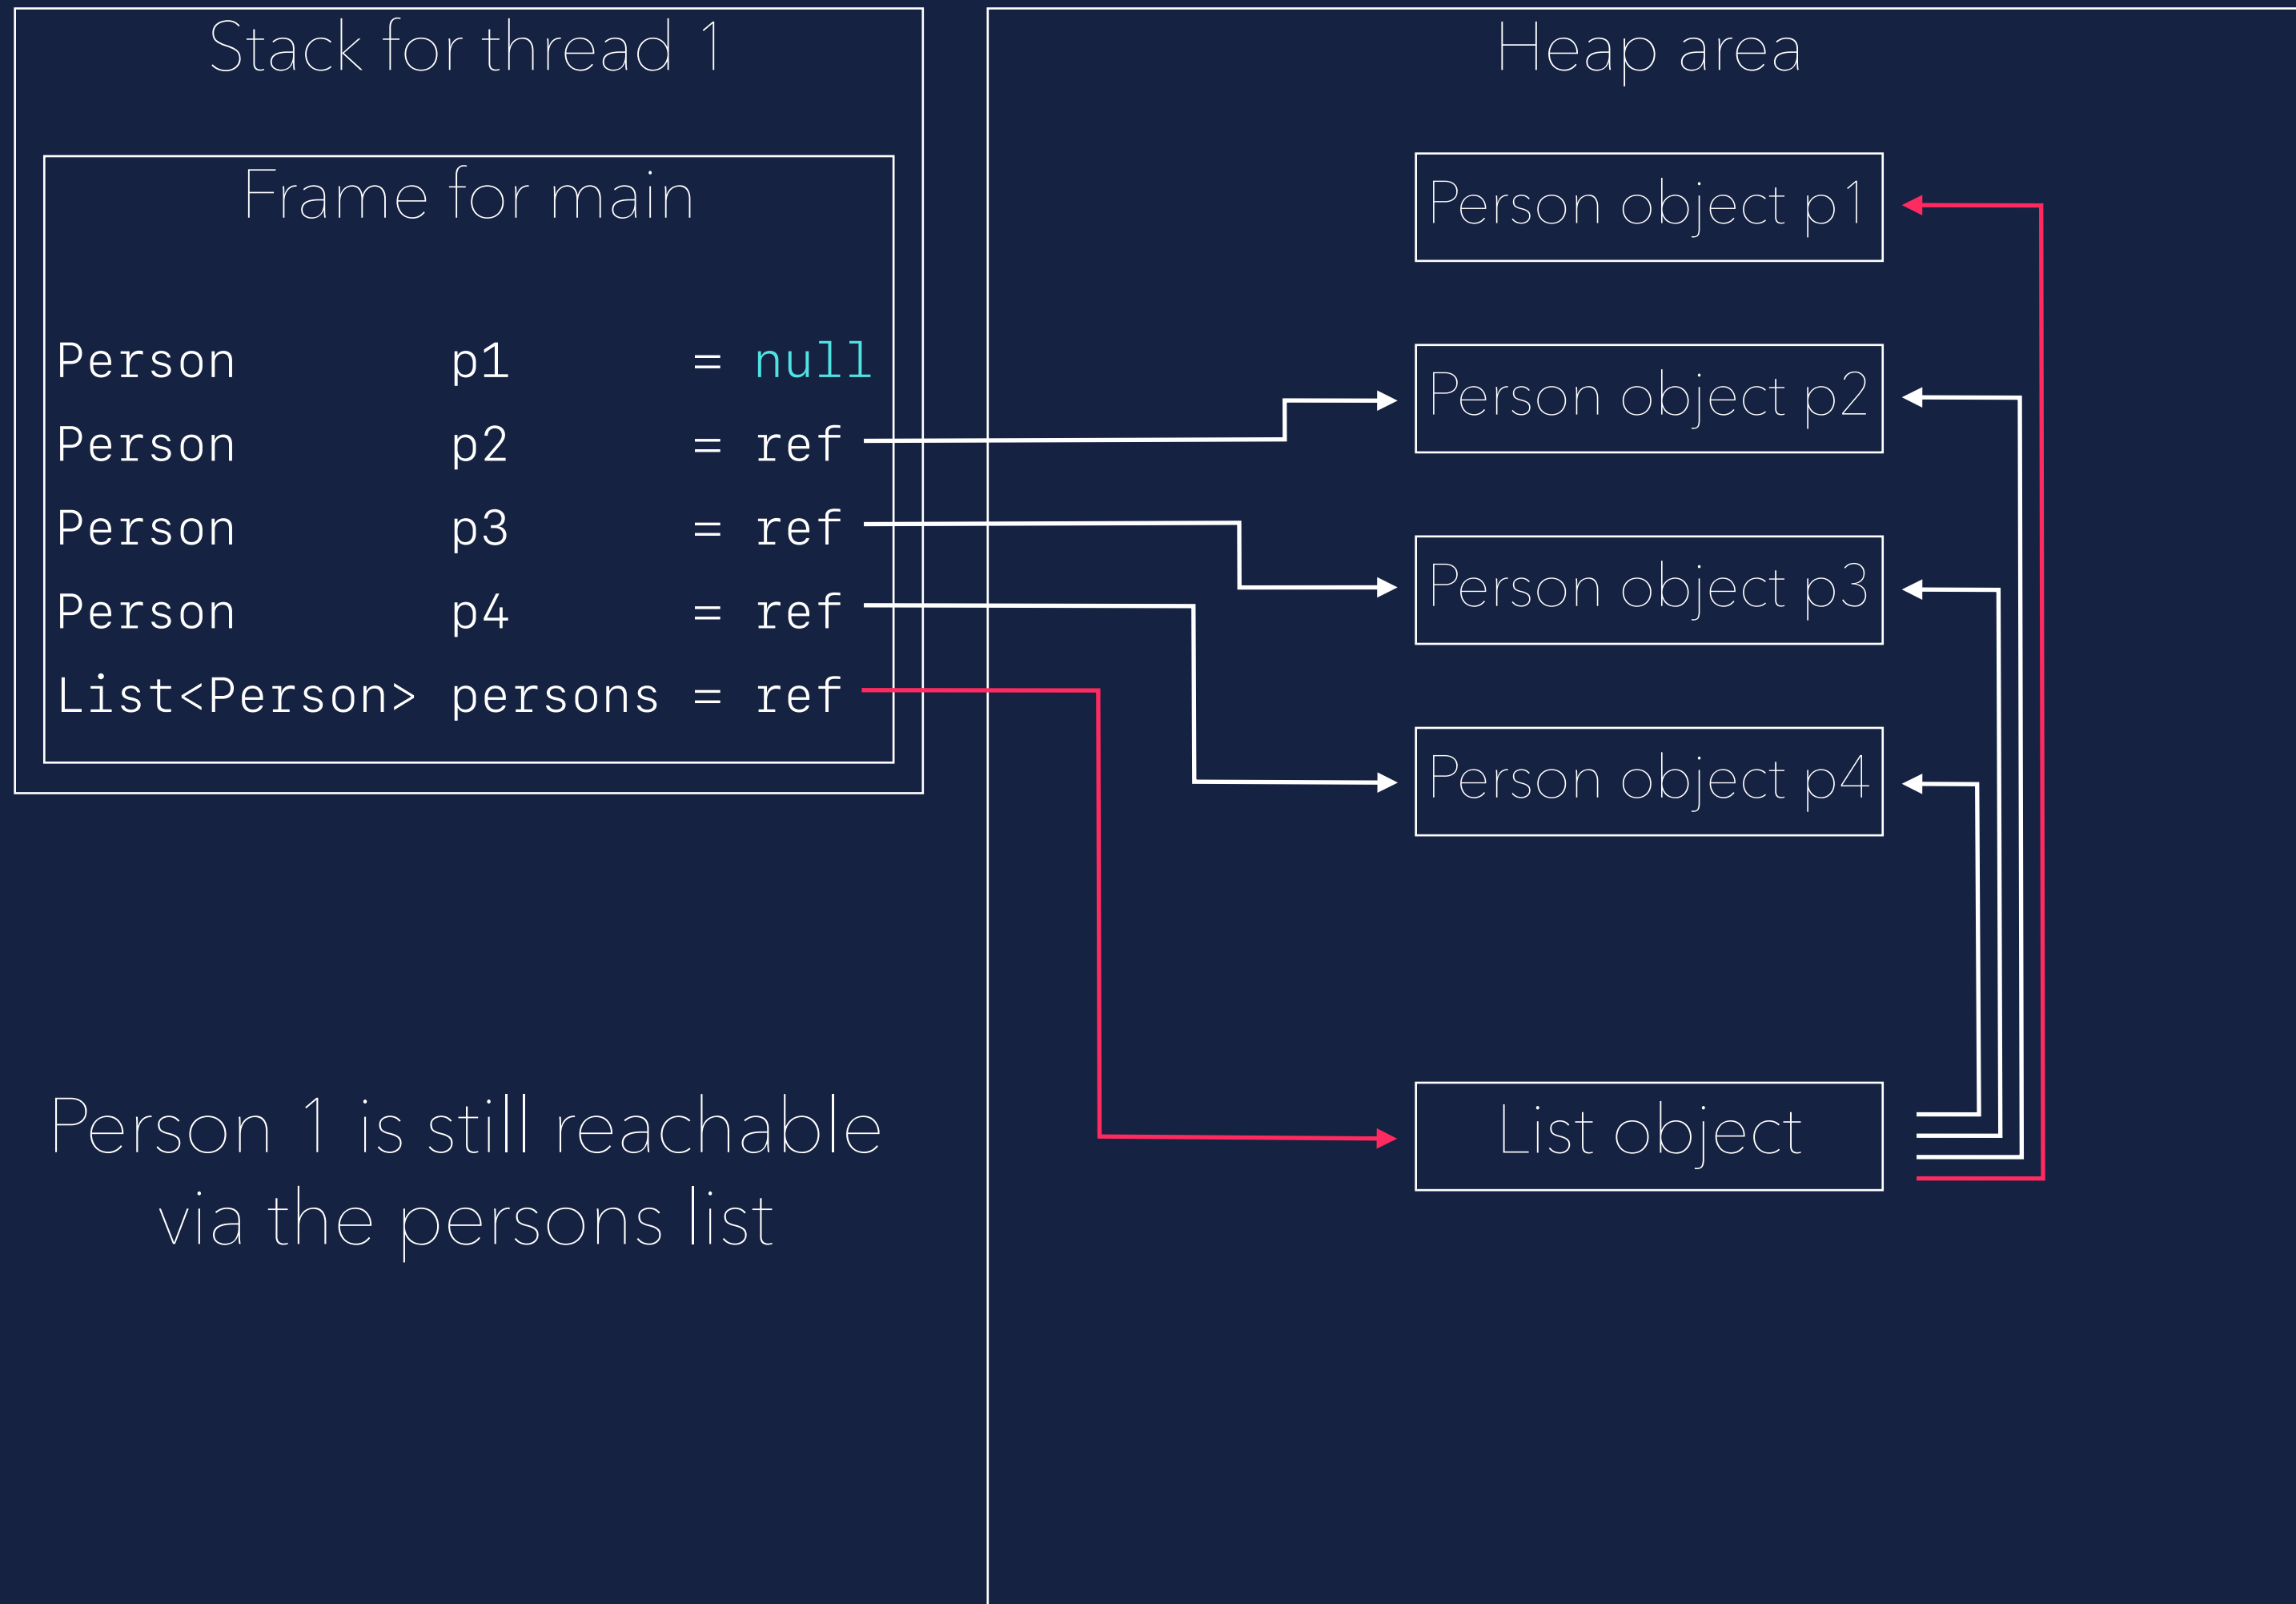 Stack for thread 1
Frame for main
Person p1 = null
Person p2 = ref
Person p3 = ref
Person p4 = ref
List<Person> persons = ref
Person 1 is still reachable
via the persons list
Heap area
Person object p1
Person object p2
Person object p3
Person object p4
List object